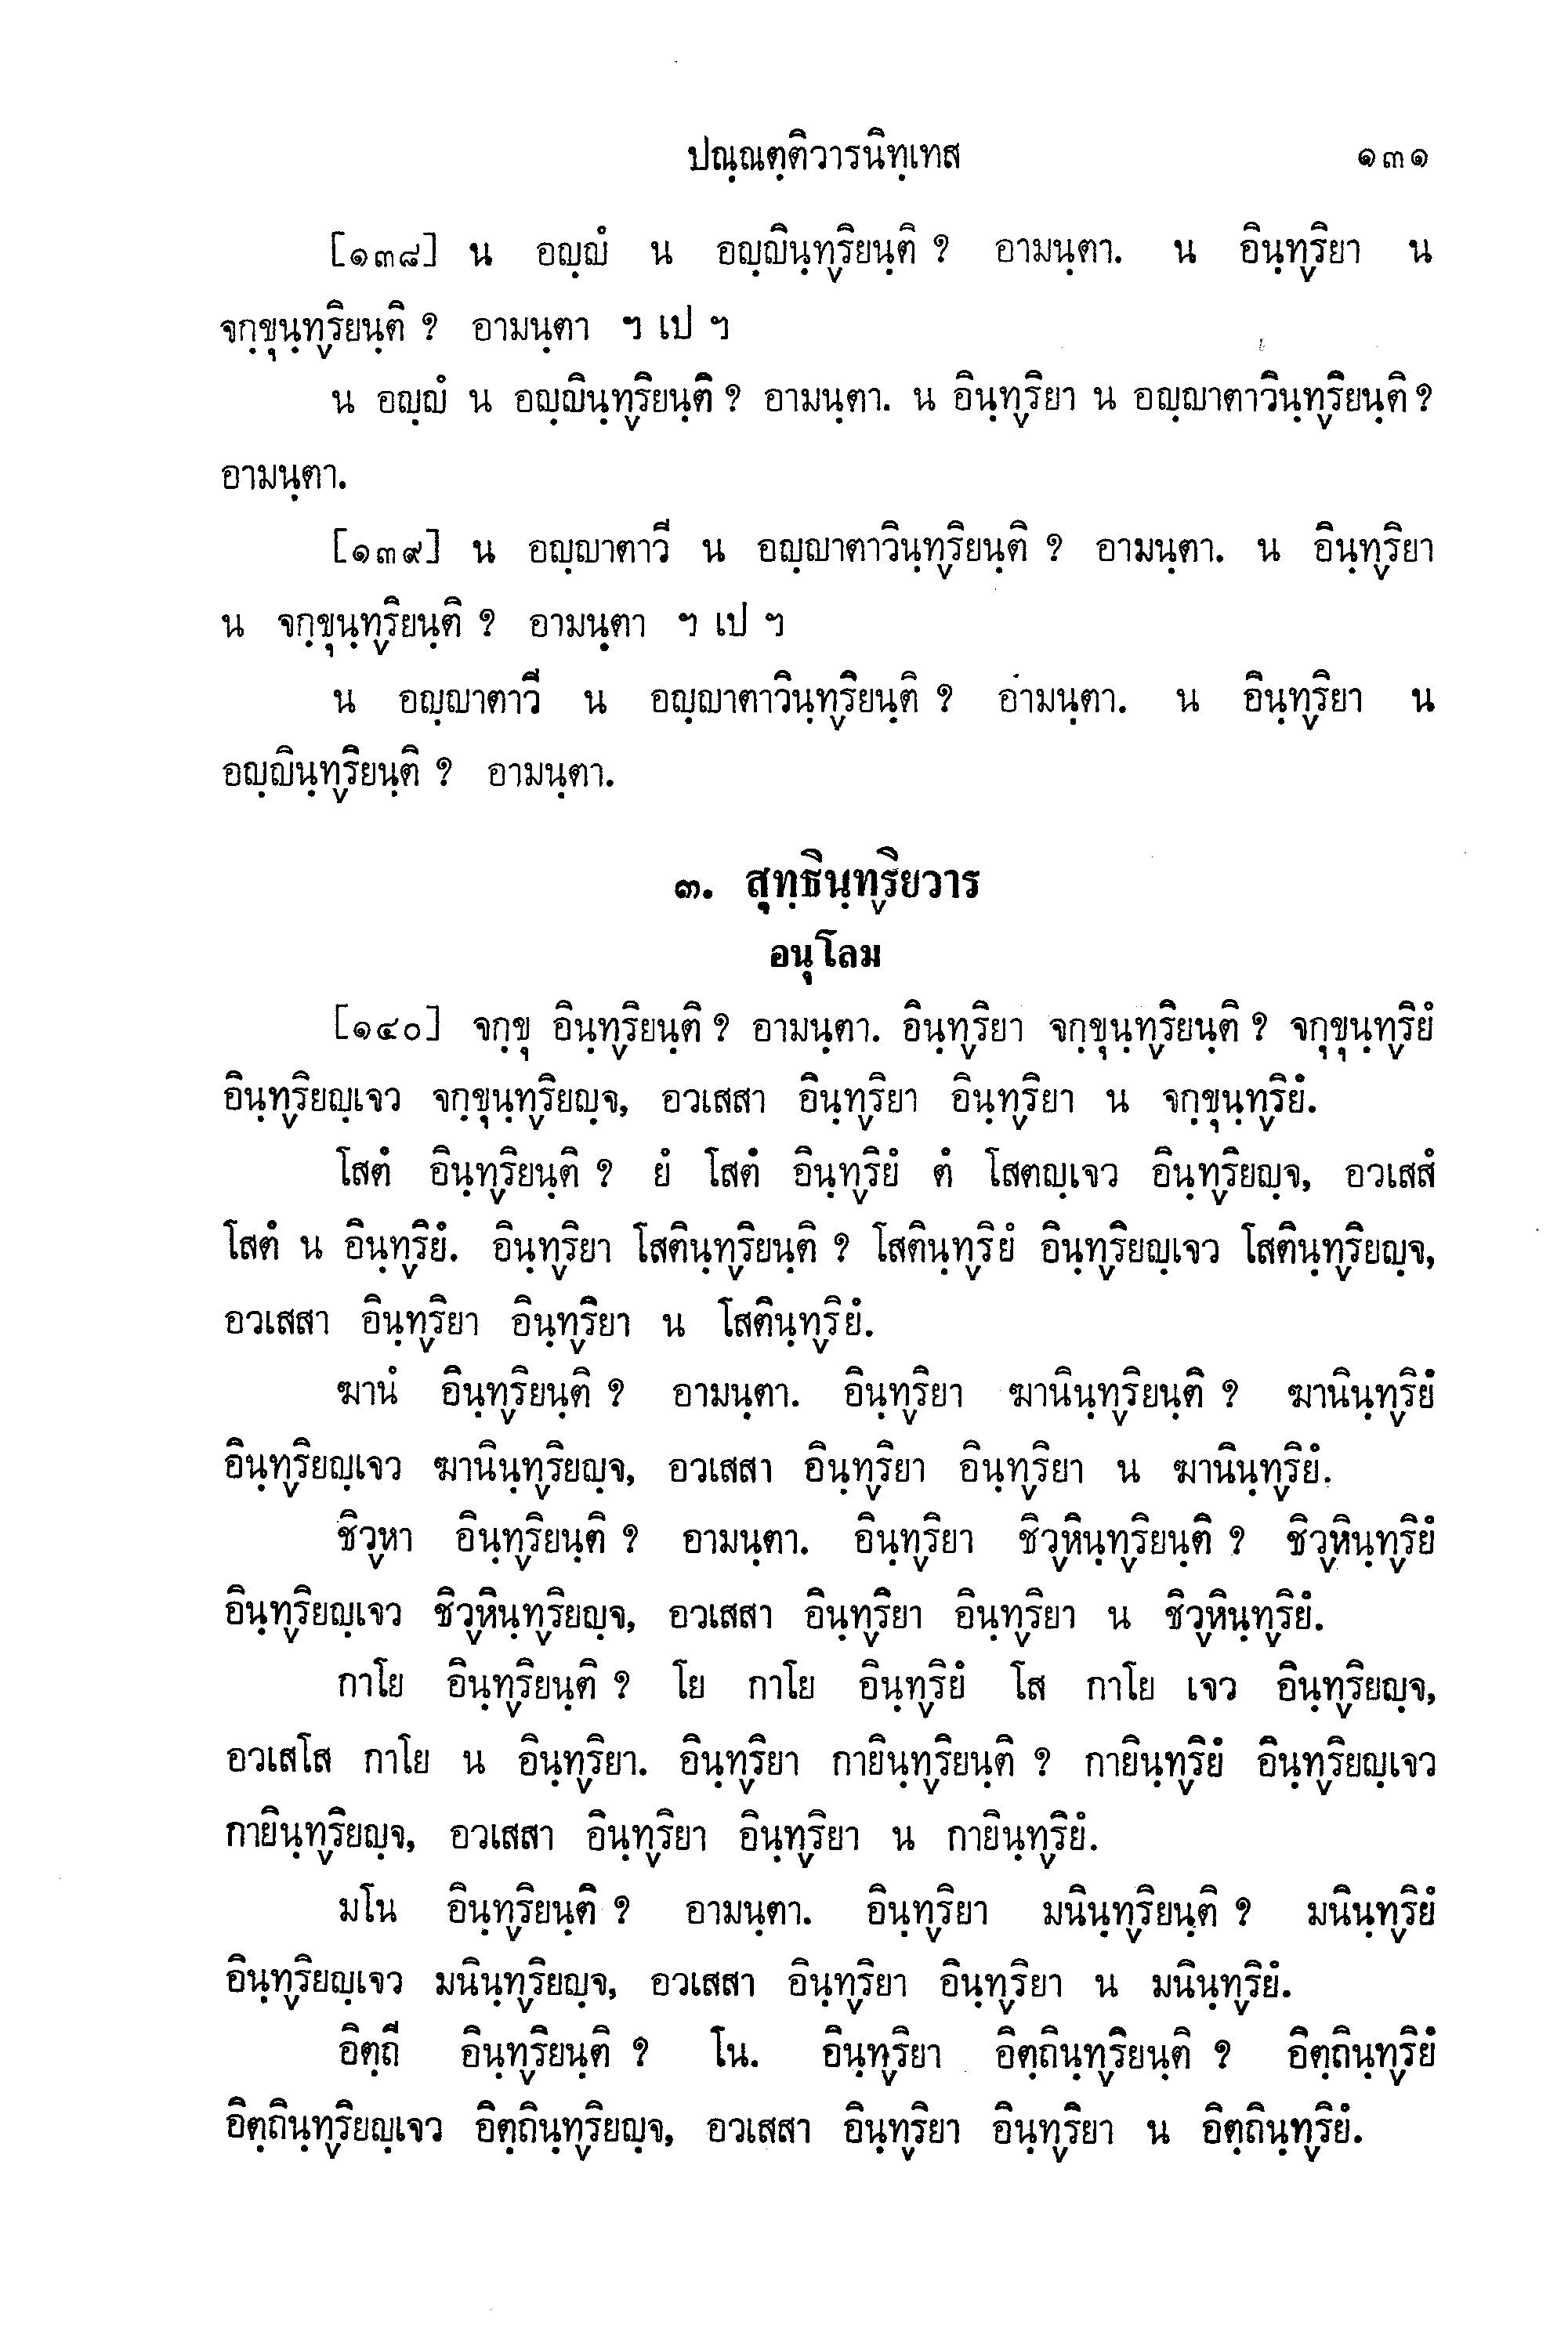 ปณฺณตฺติวารนิทฺเทส ๑๓๑
[๑๓๘] น อญฺญํ น อญฺญินฺทฺริยนฺติ ? อามนฺตา. น อินฺทฺริยา น
จกฺขุนฺทฺริยนฺติ ? อามนฺตา ฯ เป ฯ
น อญฺญํ น อญฺญินฺทฺริยนฺติ ? อามนฺตา. น อินฺทฺริยา น อญฺญาตาวินฺทฺริยนฺติ ?
อามนฺตา.
[๑๓๙] น อญฺญาตาวี น อญฺญาตาวินฺทฺริยนฺติ ? อามนฺตา. น อินฺทฺริยา
น จกฺขุนฺทฺริยนฺติ ? อามนฺตา ฯ เป ฯ
น อญฺญาตาวี น อญฺญาตาวินฺทฺริยนฺติ ? อามนฺตา. น อินฺทฺริยา น
อญฺญินฺทฺริยนฺติ ? อามนฺตา.
๓. สุทฺธินฺทฺริยวาร
อนุโลม
[๑๔๐] จกฺขุ อินฺทฺริยนฺติ ? อามนฺตา. อินฺทฺริยา จกฺขุนฺทฺริยนฺติ ? จกฺขุนฺทฺริยํ
อินฺทฺริยญฺเจว จกฺขุนฺทฺริยญฺจ, อวเสสา อินฺทฺริยา อินฺทฺริยา น จกฺขุนฺทฺริยํ.
โสตํ อินฺทฺริยนฺติ ? ยํ โสตํ อินฺทฺริยํ ตํ โสตญฺเจว อินฺทฺริยญฺจ, อวเสสํ
โสตํ น อินฺทฺริยํ. อินฺทฺริยา โสตินฺทฺริยนฺติ ? โสตินฺทฺริยํ อินฺทฺริยญฺเจว โสตินฺทฺริยญฺจ,
อวเสสา อินฺทฺริยา อินฺทฺริยา น โสตินฺทฺริยํ.
ฆานํ อินฺทฺริยนฺติ ? อามนฺตา. อินฺทฺริยา ฆานินฺทฺริยนฺติ ? ฆานินฺทฺริยํ
อินฺทฺริยญฺเจว ฆานินฺทฺริยญฺจ, อวเสสา อินฺทฺริยา อินฺทฺริยา น ฆานินฺทฺริยํ.
ชิวฺหา อินฺทฺริยนฺติ ? อามนฺตา. อินฺทฺริยา ชิวฺหินฺทฺริยนฺติ ? ชิวฺหินฺทฺริยํ
อินฺทฺริยญฺเจว ชิวฺหินฺทฺริยญฺจ, อวเสสา อินฺทฺริยา อินฺทฺริยา น ชิวฺหินฺทฺริยํ.
กาโย อินฺทฺริยนฺติ ? โย กาโย อินฺทฺริยํ โส กาโย เจว อินฺทฺริยญฺจ,
อวเสโส กาโย น อินฺทฺริยา. อินฺทฺริยา กายินฺทฺริยนฺติ ? กายินฺทฺริยํ อินฺทฺริยญฺเจว
กายินฺทฺริยญฺจ, อวเสสา อินฺทฺริยา อินฺทฺริยา น กายินฺทฺริยํ.
มโน อินฺทฺริยนฺติ ? อามนฺตา. อินฺทฺริยา มนินฺทฺริยนฺติ ? มนินฺทฺริยํ
อินฺทฺริยญฺเจว มนินฺทฺริยญฺจ, อวเสสา อินฺทฺริยา อินฺทฺริยา น มนินฺทฺริยํ.
อิตฺถี อินฺทฺริยนฺติ ? โน. อินฺทฺริยา อิตฺถินฺทฺริยนฺติ ? อิตฺถินฺทฺริยํ
อิตฺถินฺทฺริยญฺเจว อิตฺถินฺทฺริยญฺจ, อวเสสา อินฺทฺริยา อินฺทฺริยา น อิตฺถินฺทฺริยํ.